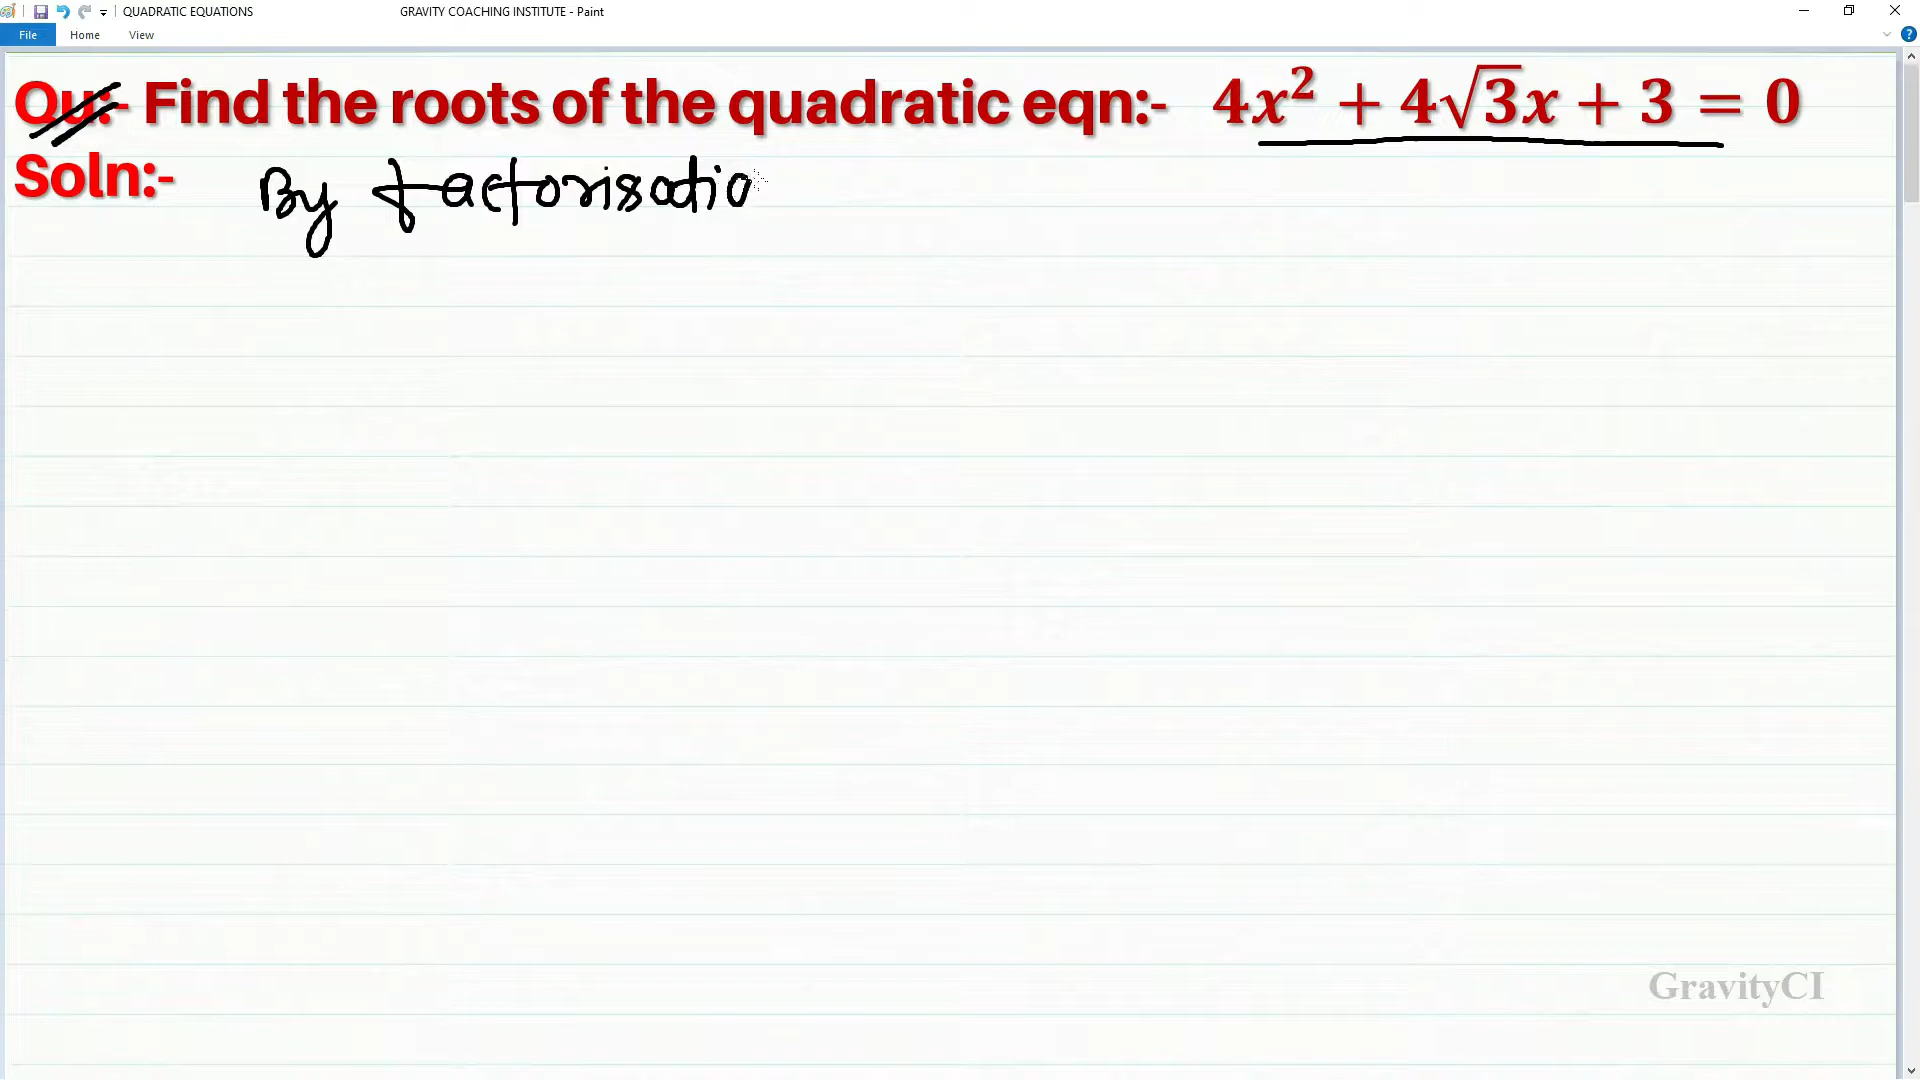 QUADRATIC EQUATIONS GRAVITY COACHING INSTITUTE - Paint
File Home View
Qu:- Find the roots of the quadratic eqn:- 4x² + 4√3x + 3 = 0
Soln:- By factorisatio
GravityCI